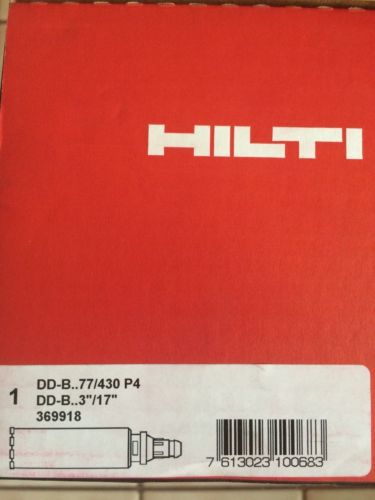 HILTI
1
DD-B..77/430 P4
DD-B..3"/17"
369918
7 613023 100683